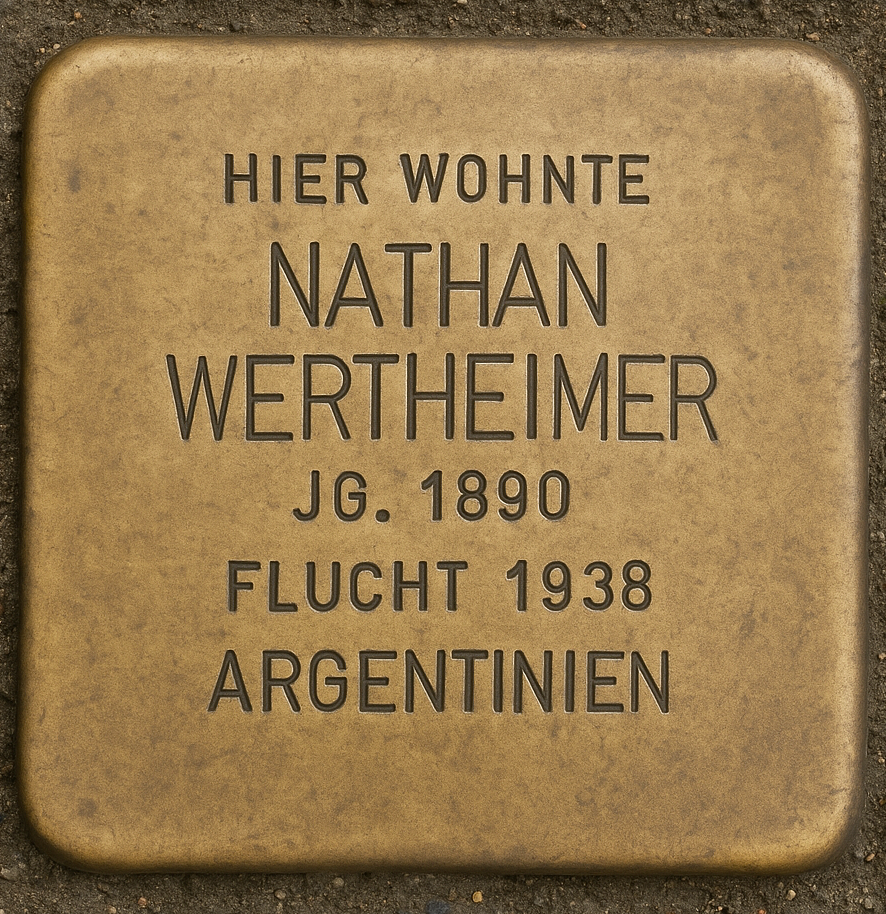 HIER WOHNTE
NATHAN
WERTHEIMER
JG. 1890
FLUCHT 1938
ARGENTINIEN